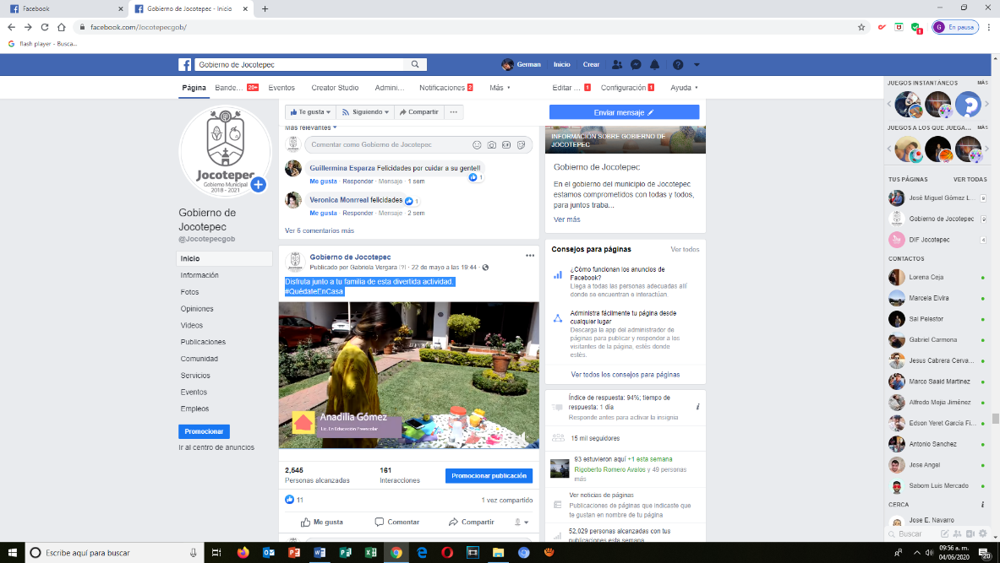 Facebook
Gobierno de Jocotepec - Inicio
facebook.com/Jocotepecgob/
G En pausa
flash player - Busca...
Gobierno de Jocotepec
German Inicio Crear
Página Bande... 20+ Eventos Creator Studio Admini... Notificaciones 2 Más Editar ... 1 Configuración 1 Ayuda
Te gusta Siguiendo Compartir ...
Enviar mensaje
Jocotepec
Gobierno Municipal
2018 - 2021
Gobierno de
Jocotepec
@Jocotepecgob
Inicio
Información
Fotos
Opiniones
Videos
Publicaciones
Comunidad
Servicios
Eventos
Empleos
Promocionar
Ir al centro de anuncios
Más relevantes
Comentar como Gobierno de Jocotepec
Guillermina Esparza Felicidades por cuidar a su gente!!
1
Me gusta · Responder · Mensaje · 1 sem
Veronica Monrreal felicidades 1
Me gusta · Responder · Mensaje · 2 sem
Ver 6 comentarios más
Gobierno de Jocotepec
Publicado por Gabriela Vergara [?] · 22 de mayo a las 19:44 ·
Disfruta junto a tu familia de esta divertida actividad.
#QuédateEnCasa
Anadilia Gómez
Lic. En Educación Preescolar
2,645
Personas alcanzadas
161
Interacciones
Promocionar publicación
11
1 vez compartido
Me gusta Comentar Compartir
INFORMACIÓN SOBRE GOBIERNO DE
JOCOTEPEC
Gobierno de Jocotepec
En el gobierno del municipio de Jocotepec
estamos comprometidos con todas y todos,
para juntos traba...
Ver más
Consejos para páginas Ver todos
¿Cómo funcionan los anuncios de
Facebook?
Llega a todas las personas adecuadas allí
donde se encuentran e interactúan.
Administra fácilmente tu página desde
cualquier lugar
Descarga la app del administrador de
páginas para publicar y responder a los
visitantes de la página, estés donde
estés.
Ver todos los consejos para páginas
Índice de respuesta: 94%; tiempo de
respuesta: 1 día
Responde antes para activar la insignia
15 mil seguidores
93 estuvieron aquí +1 esta semana
Rigoberto Romero Avalos y 49 personas
más
Ver noticias de páginas
Publicaciones de páginas que indicaste que
te gustan en nombre de tu página
52,029 personas alcanzadas con tus
publicaciones esta semana
JUEGOS INSTANTÁNEOS MÁS
JUEGOS A LOS QUE JUEGA... MÁS
TUS PÁGINAS VER TODAS
José Miguel Gómez L... 9
Gobierno de Jocotepec 9
DIF Jocotepec 4
CONTACTOS
Lorena Ceja
Marcela Elvira
Sal Pelestor
Gabriel Carmona
Jesus Cabrera Cerva...
Marco Saaid Martinez
Alfredo Mejia Jiménez
Edson Yeret García Fi...
Antonio Sanchez
Jose Angel
Sabom Luis Mercado
CERCA
Jose E. Navarro
Buscar
Escribe aquí para buscar
09:56 a. m.
04/06/2020
20